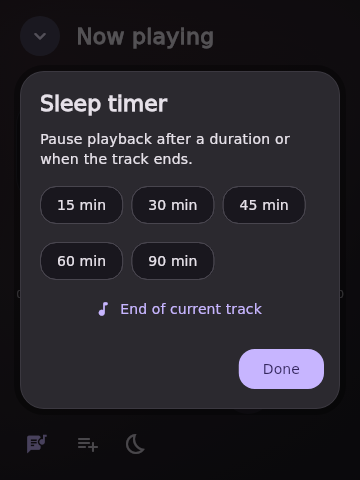 Now playing
Sleep timer
Pause playback after a duration or
when the track ends.
15 min 30 min 45 min
60 min 90 min
End of current track
Done